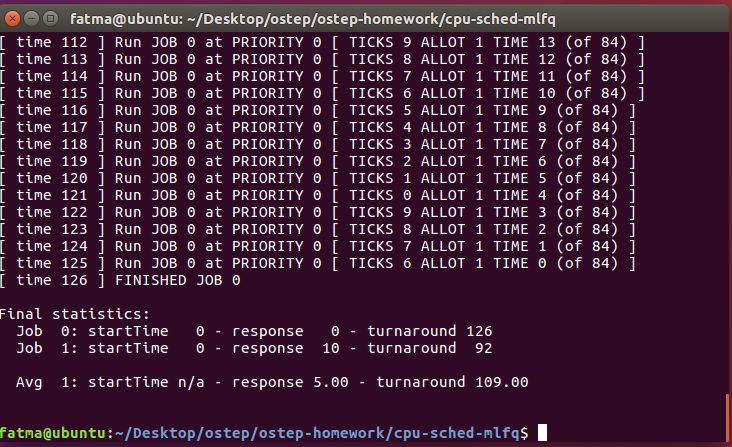 fatma@ubuntu: ~/Desktop/ostep/ostep-homework/cpu-sched-mlfq
[ time 112 ] Run JOB 0 at PRIORITY 0 [ TICKS 9 ALLOT 1 TIME 13 (of 84) ]
[ time 113 ] Run JOB 0 at PRIORITY 0 [ TICKS 8 ALLOT 1 TIME 12 (of 84) ]
[ time 114 ] Run JOB 0 at PRIORITY 0 [ TICKS 7 ALLOT 1 TIME 11 (of 84) ]
[ time 115 ] Run JOB 0 at PRIORITY 0 [ TICKS 6 ALLOT 1 TIME 10 (of 84) ]
[ time 116 ] Run JOB 0 at PRIORITY 0 [ TICKS 5 ALLOT 1 TIME 9 (of 84) ]
[ time 117 ] Run JOB 0 at PRIORITY 0 [ TICKS 4 ALLOT 1 TIME 8 (of 84) ]
[ time 118 ] Run JOB 0 at PRIORITY 0 [ TICKS 3 ALLOT 1 TIME 7 (of 84) ]
[ time 119 ] Run JOB 0 at PRIORITY 0 [ TICKS 2 ALLOT 1 TIME 6 (of 84) ]
[ time 120 ] Run JOB 0 at PRIORITY 0 [ TICKS 1 ALLOT 1 TIME 5 (of 84) ]
[ time 121 ] Run JOB 0 at PRIORITY 0 [ TICKS 0 ALLOT 1 TIME 4 (of 84) ]
[ time 122 ] Run JOB 0 at PRIORITY 0 [ TICKS 9 ALLOT 1 TIME 3 (of 84) ]
[ time 123 ] Run JOB 0 at PRIORITY 0 [ TICKS 8 ALLOT 1 TIME 2 (of 84) ]
[ time 124 ] Run JOB 0 at PRIORITY 0 [ TICKS 7 ALLOT 1 TIME 1 (of 84) ]
[ time 125 ] Run JOB 0 at PRIORITY 0 [ TICKS 6 ALLOT 1 TIME 0 (of 84) ]
[ time 126 ] FINISHED JOB 0
Final statistics:
  Job  0: startTime   0 - response   0 - turnaround 126
  Job  1: startTime   0 - response  10 - turnaround  92
  Avg  1: startTime n/a - response 5.00 - turnaround 109.00
fatma@ubuntu:~/Desktop/ostep/ostep-homework/cpu-sched-mlfq$